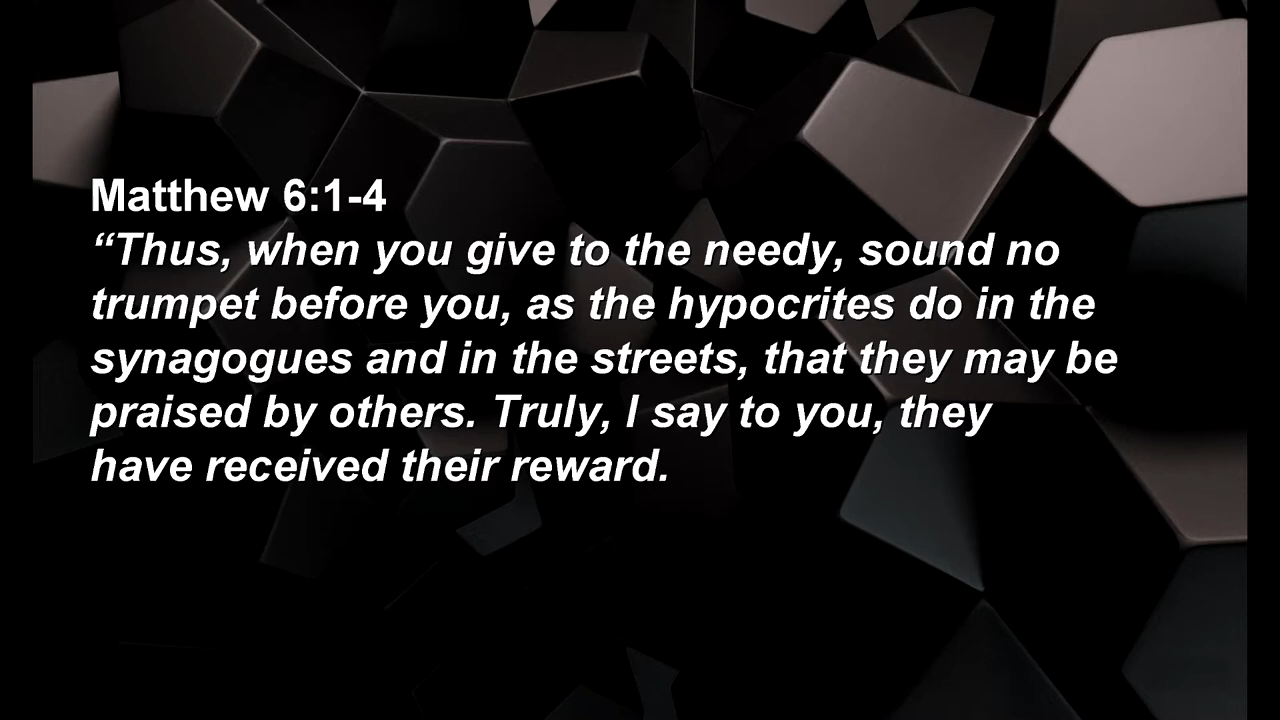 Matthew 6:1-4
“Thus, when you give to the needy, sound no
trumpet before you, as the hypocrites do in the
synagogues and in the streets, that they may be
praised by others. Truly, I say to you, they
have received their reward.